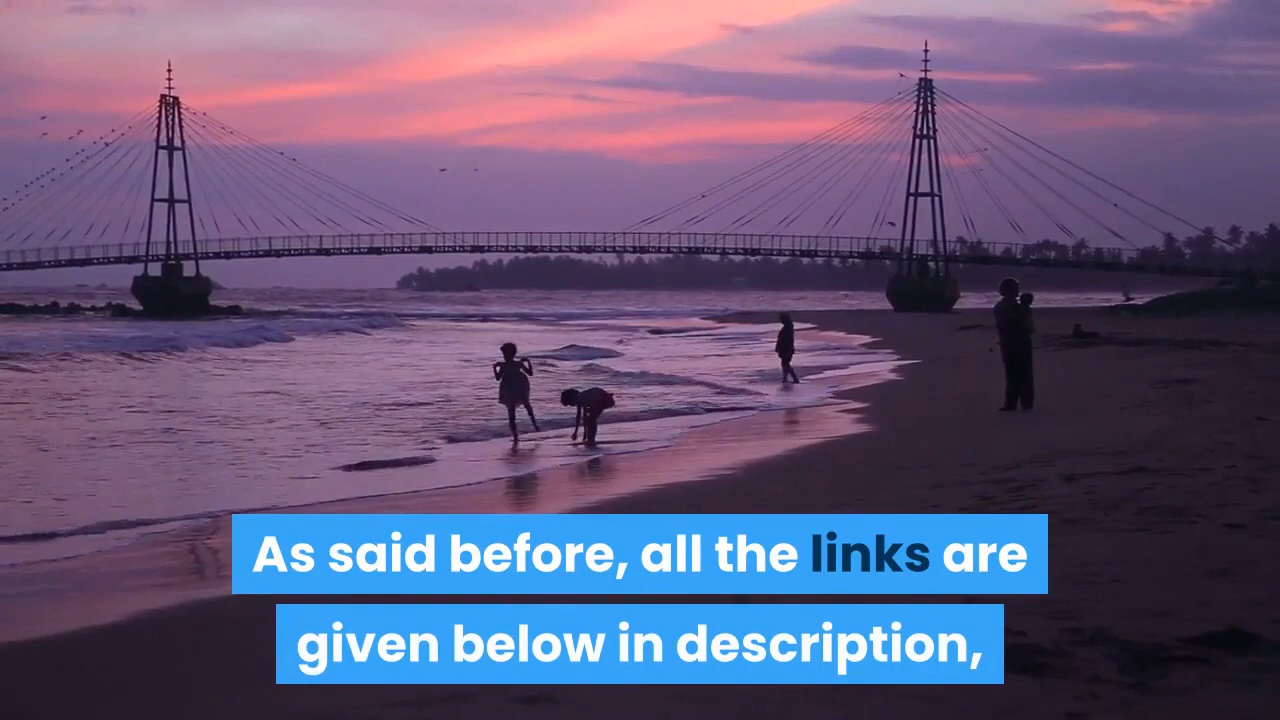 As said before, all the links are
given below in description,